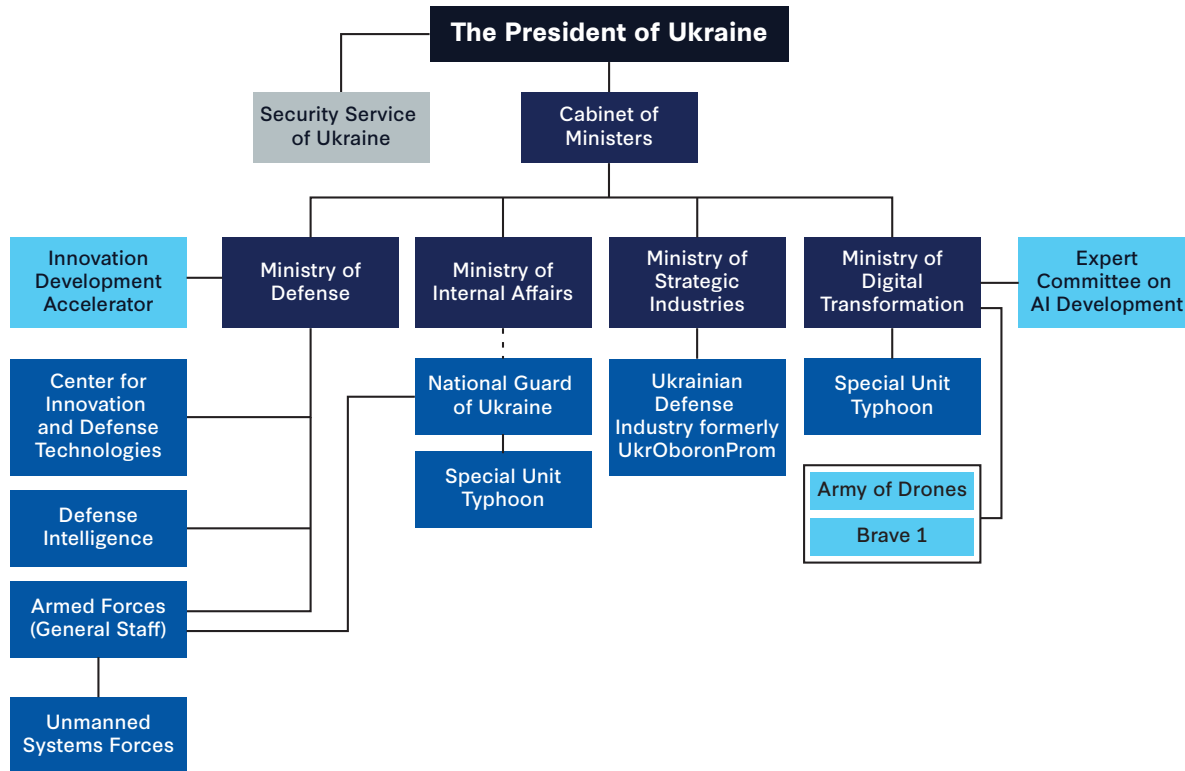 The President of Ukraine
Security Service
of Ukraine
Cabinet of
Ministers
Innovation
Development
Accelerator
Ministry of
Defense
Ministry of
Internal Affairs
Ministry of
Strategic
Industries
Ministry of
Digital
Transformation
Expert
Committee on
AI Development
Center for
Innovation
and Defense
Technologies
National Guard
of Ukraine
Ukrainian
Defense
Industry formerly
UkrOboronProm
Special Unit
Typhoon
Special Unit
Typhoon
Army of Drones
Brave 1
Defense
Intelligence
Armed Forces
(General Staff)
Unmanned
Systems Forces